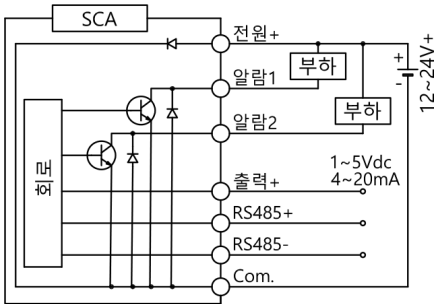 SCA
전원+
알람1
부하
알람2
부하
+
-
12~24V+
회로
1~5Vdc
출력+
4~20mA
RS485+
RS485-
Com.